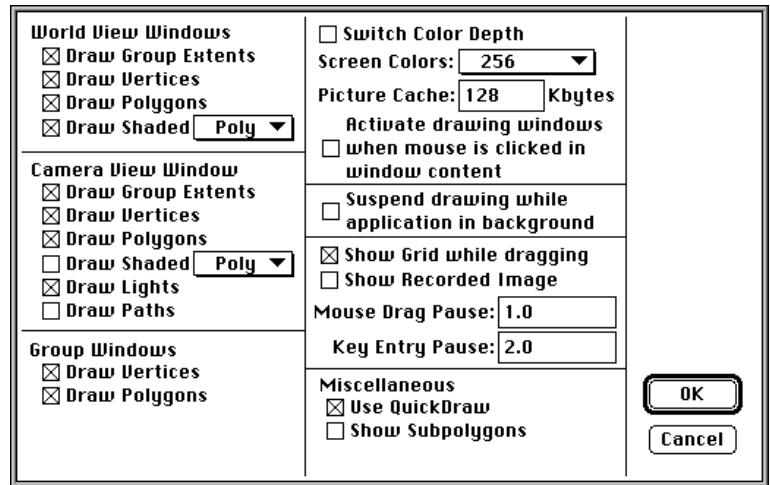 World View Windows
Draw Group Extents
Draw Vertices
Draw Polygons
Draw Shaded Poly
Camera View Window
Draw Group Extents
Draw Vertices
Draw Polygons
Draw Shaded Poly
Draw Lights
Draw Paths
Group Windows
Draw Vertices
Draw Polygons
Switch Color Depth
Screen Colors: 256
Picture Cache: 128 Kbytes
Activate drawing windows
when mouse is clicked in
window content
Suspend drawing while
application in background
Show Grid while dragging
Show Recorded Image
Mouse Drag Pause: 1.0
Key Entry Pause: 2.0
Miscellaneous
Use QuickDraw
Show Subpolygons
OK
Cancel